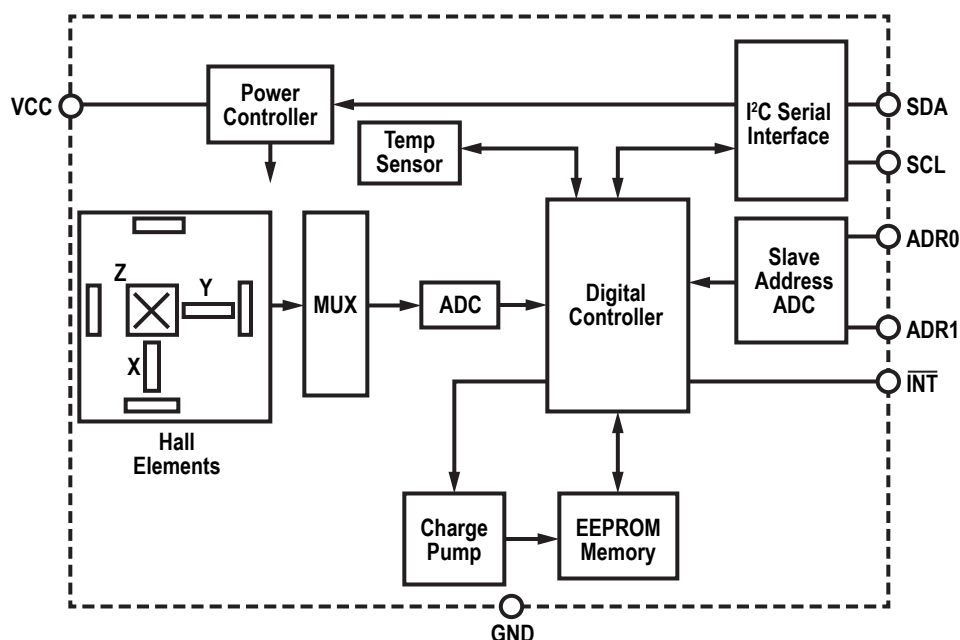 VCC
Power
Controller
I²C Serial
Interface
SDA
SCL
Temp
Sensor
ADR0
Slave
Address
ADC
ADR1
Z
Y
X
MUX
ADC
Digital
Controller
INT
Hall
Elements
Charge
Pump
EEPROM
Memory
GND